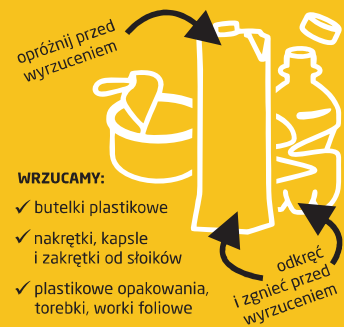 opróżnij przed
wyrzuceniem
WRZUCAMY:
✓ butelki plastikowe
✓ nakrętki, kapsle
i zakrętki od słoików
✓ plastikowe opakowania,
torebki, worki foliowe
odkręć
i zgnieć przed
wyrzuceniem